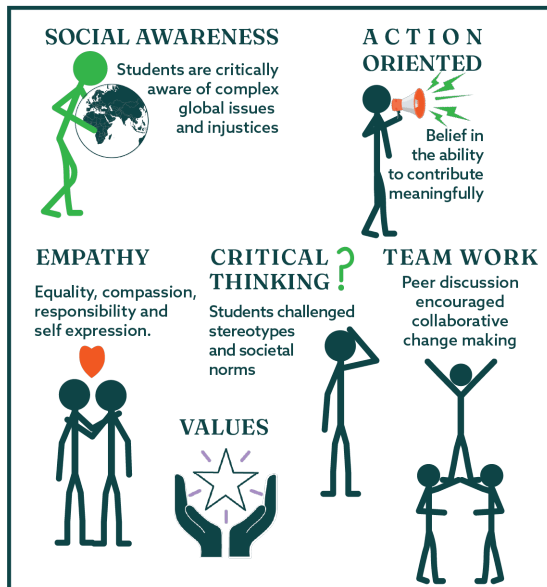 SOCIAL AWARENESS
Students are critically
aware of complex
global issues
and injustices
ACTION
ORIENTED
Belief in
the ability
to contribute
meaningfully
EMPATHY
Equality, compassion,
responsibility and
self expression.
CRITICAL
THINKING?
Students challenged
stereotypes
and societal
norms
TEAM WORK
Peer discussion
encouraged
collaborative
change making
VALUES